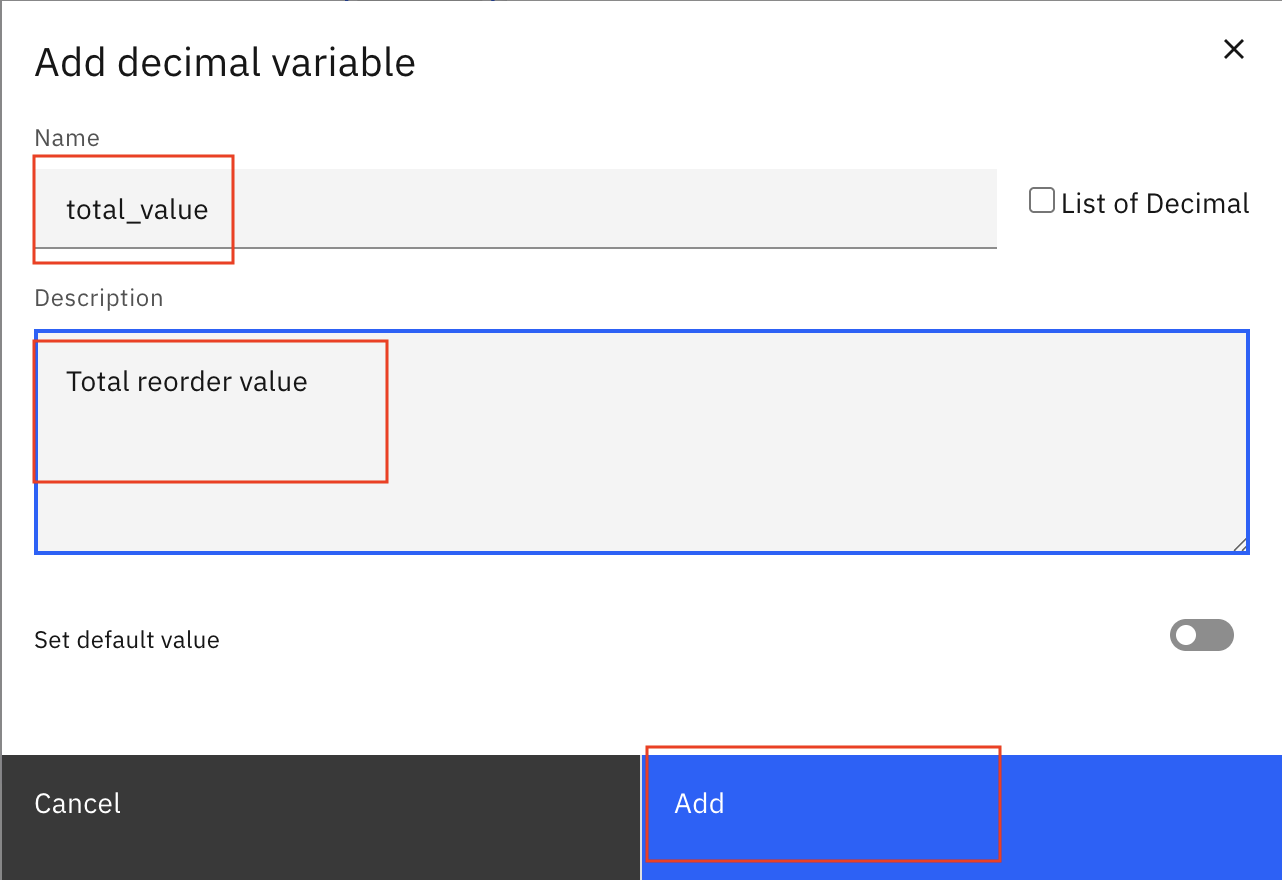 Add decimal variable
Name
total_value
List of Decimal
Description
Total reorder value
Set default value
Cancel
Add